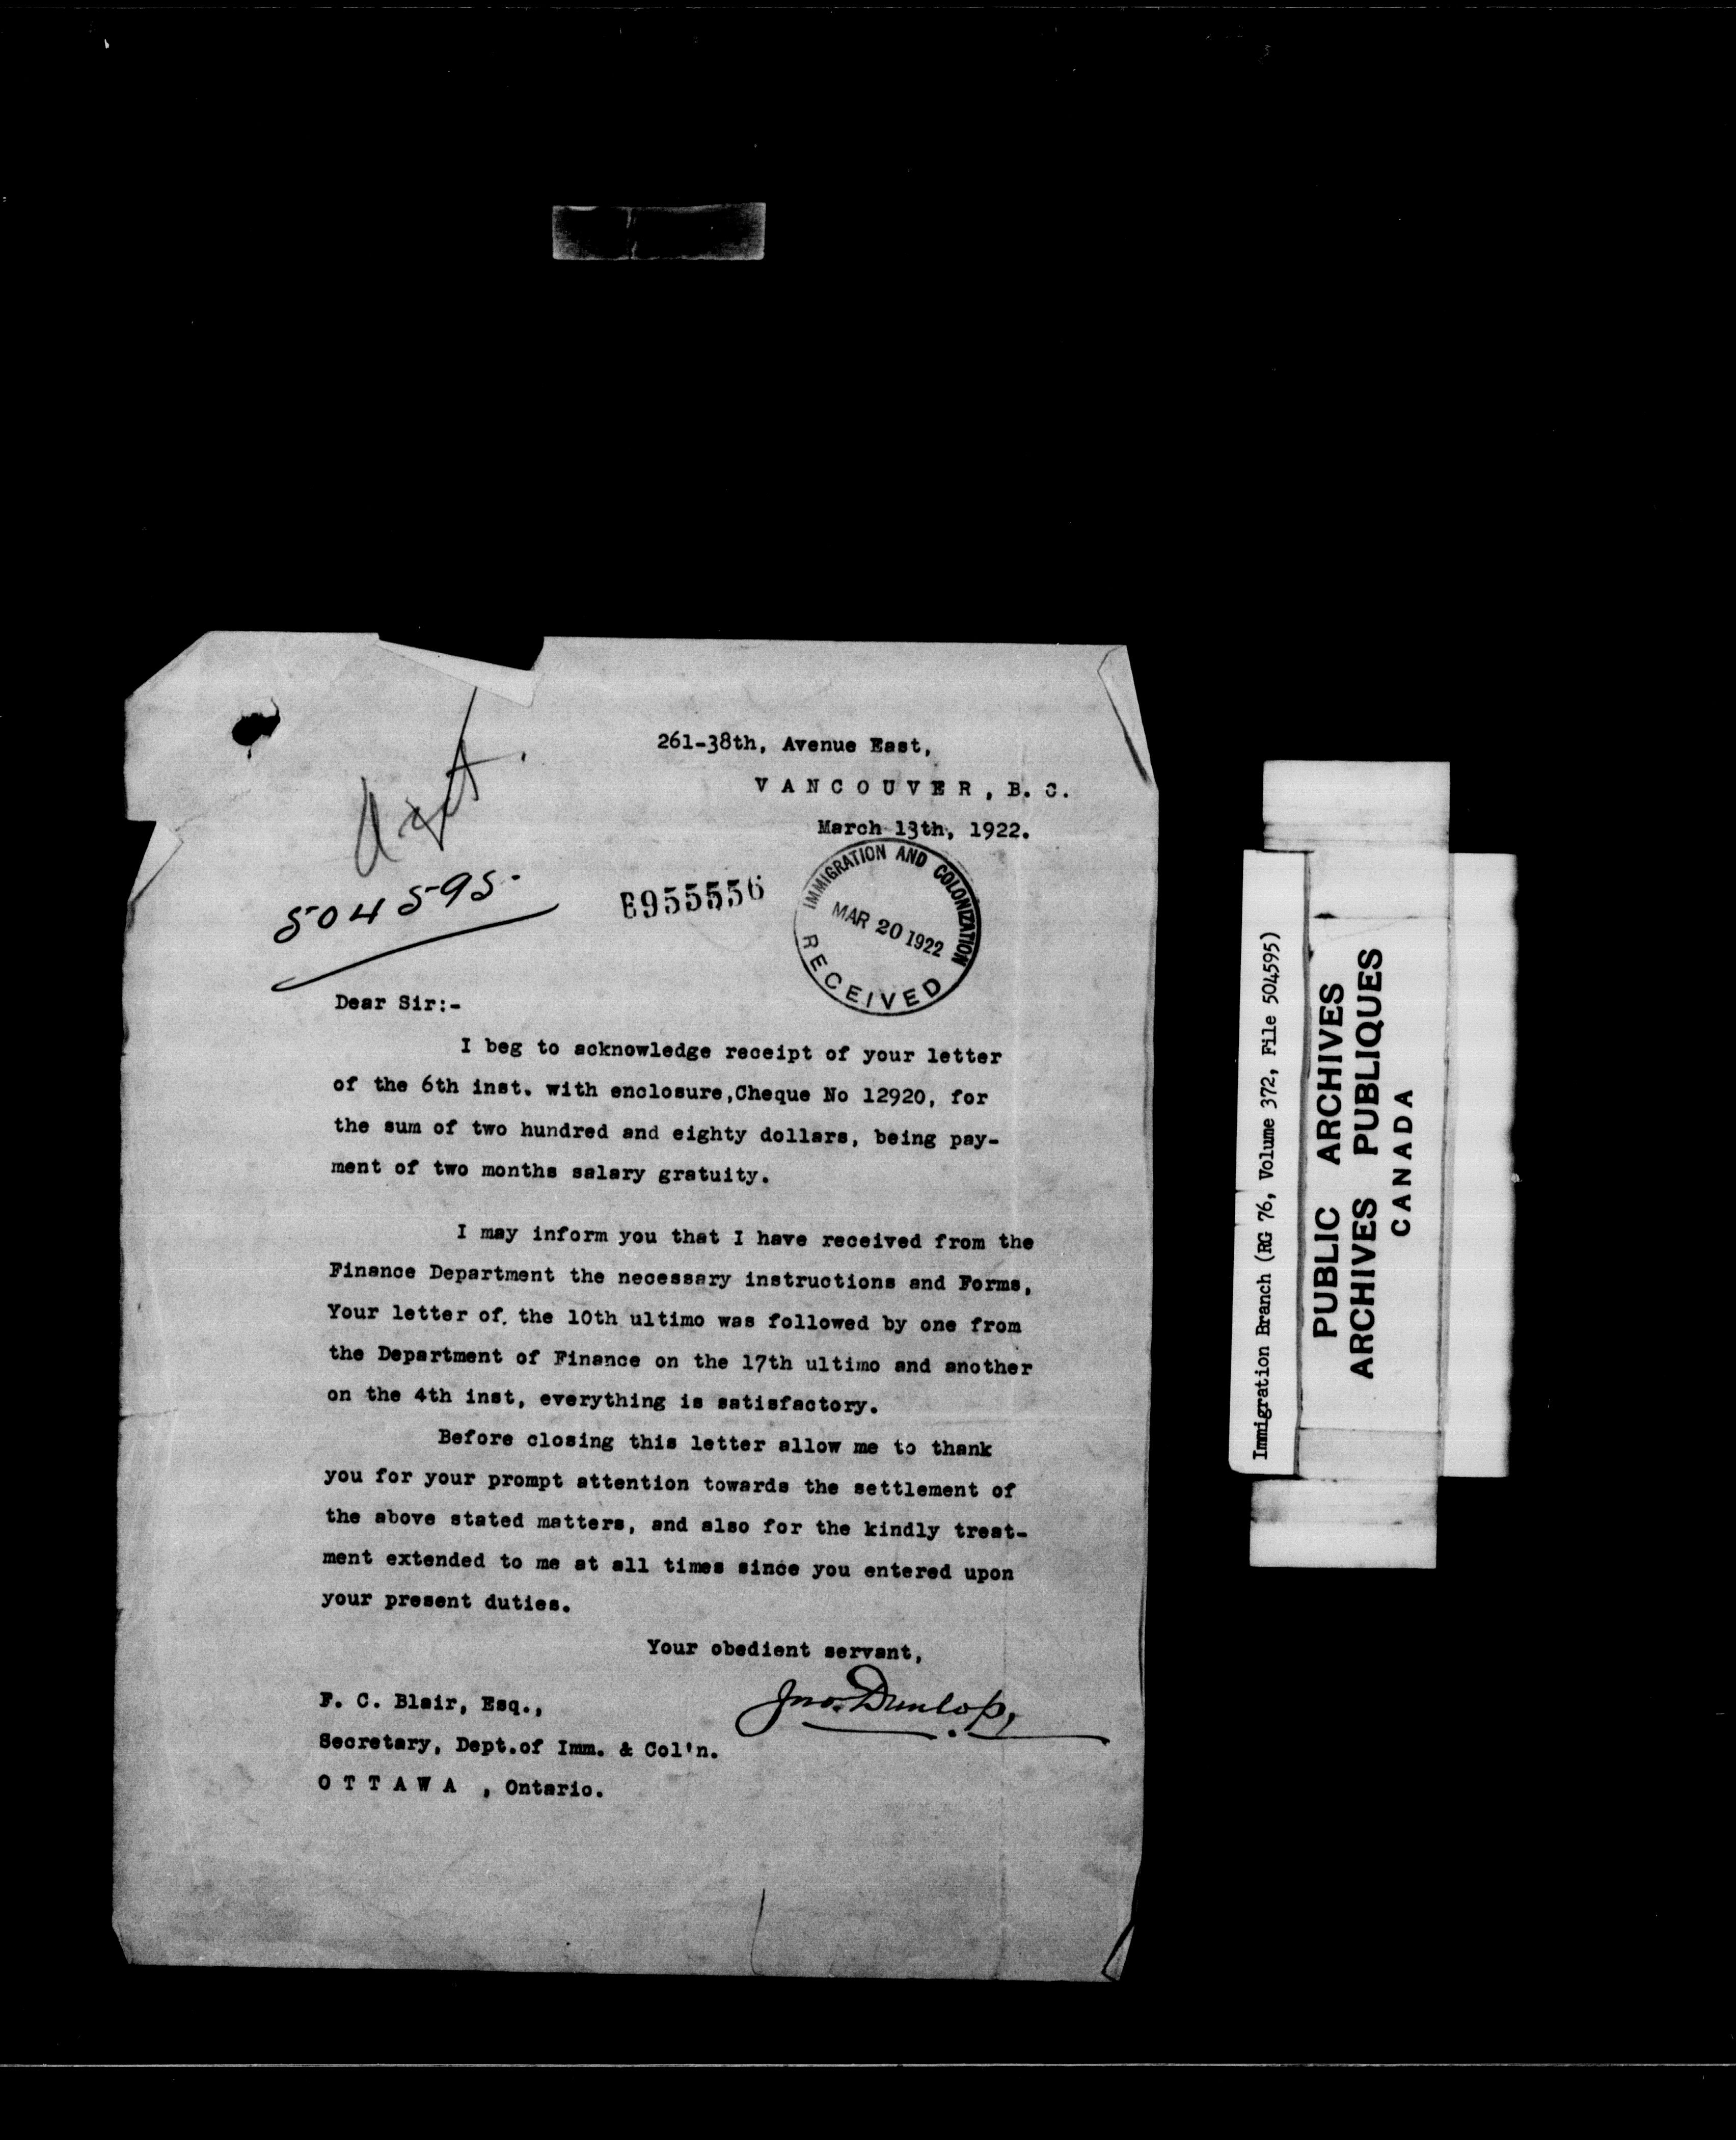 261-38th, Avenue East,
VANCOUVER, B. C.
March 13th, 1922.
504595.
E955556
IMMIGRATION AND COLONIZATION
MAR 20 1922
RECEIVED
Dear Sir:-
I beg to acknowledge receipt of your letter
of the 6th inst. with enclosure,Cheque No 12920, for
the sum of two hundred and eighty dollars, being pay-
ment of two months salary gratuity.
I may inform you that I have received from the
Finance Department the necessary instructions and Forms,
Your letter of. the 10th ultimo was followed by one from
the Department of Finance on the 17th ultimo and another
on the 4th inst, everything is satisfactory.
Before closing this letter allow me to thank
you for your prompt attention towards the settlement of
the above stated matters, and also for the kindly treat-
ment extended to me at all times since you entered upon
your present duties.
Your obedient servant,
Jno. Dunlop,
F. C. Blair, Esq.,
Secretary, Dept.of Imm. & Col'n.
OTTAWA , Ontario.
Immigration Branch (RG 76, Volume 372, File 504595)
PUBLIC ARCHIVES
ARCHIVES PUBLIQUES
CANADA